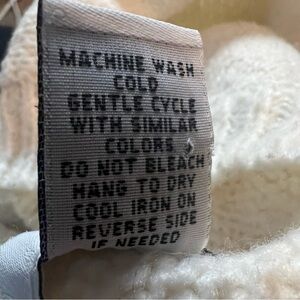 MACHINE WASH
COLD
GENTLE CYCLE
WITH SIMILAR
COLORS
DO NOT BLEACH
HANG TO DRY
COOL IRON ON
REVERSE SIDE
IF NEEDED